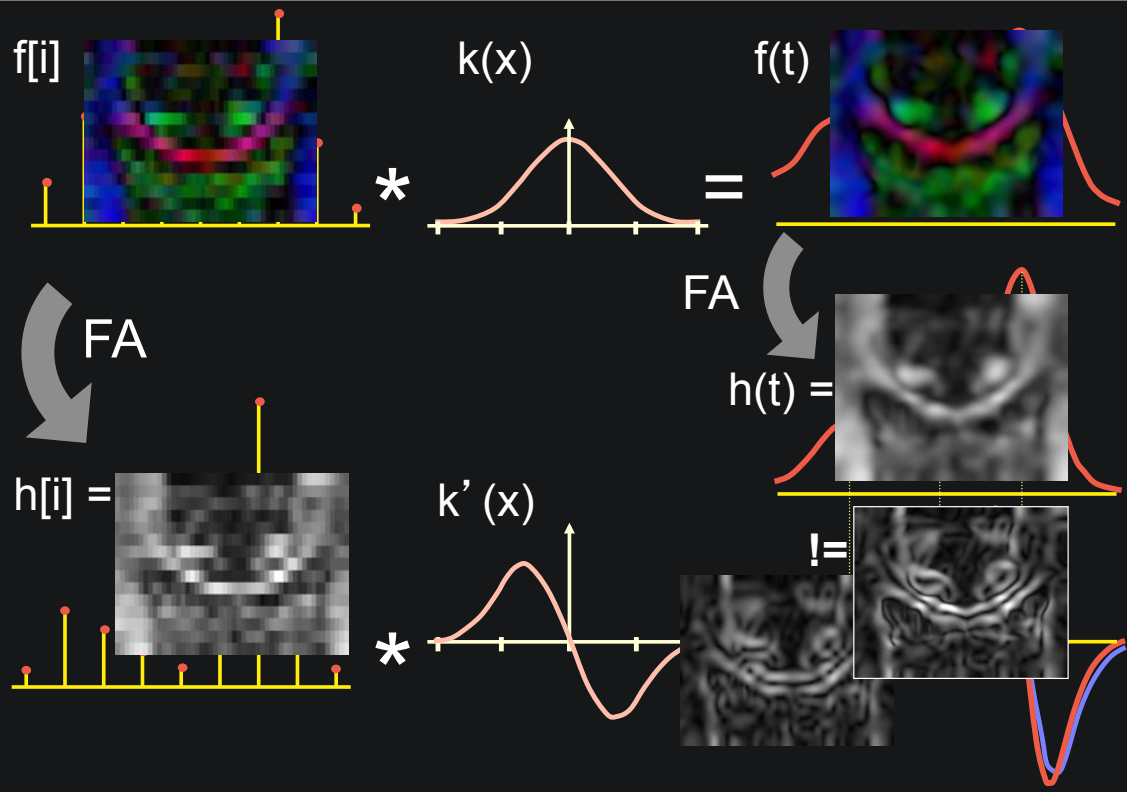 f[i]
*
k(x)
=
f(t)
FA
FA
h(t) =
h[i] =
*
k’ (x)
!=